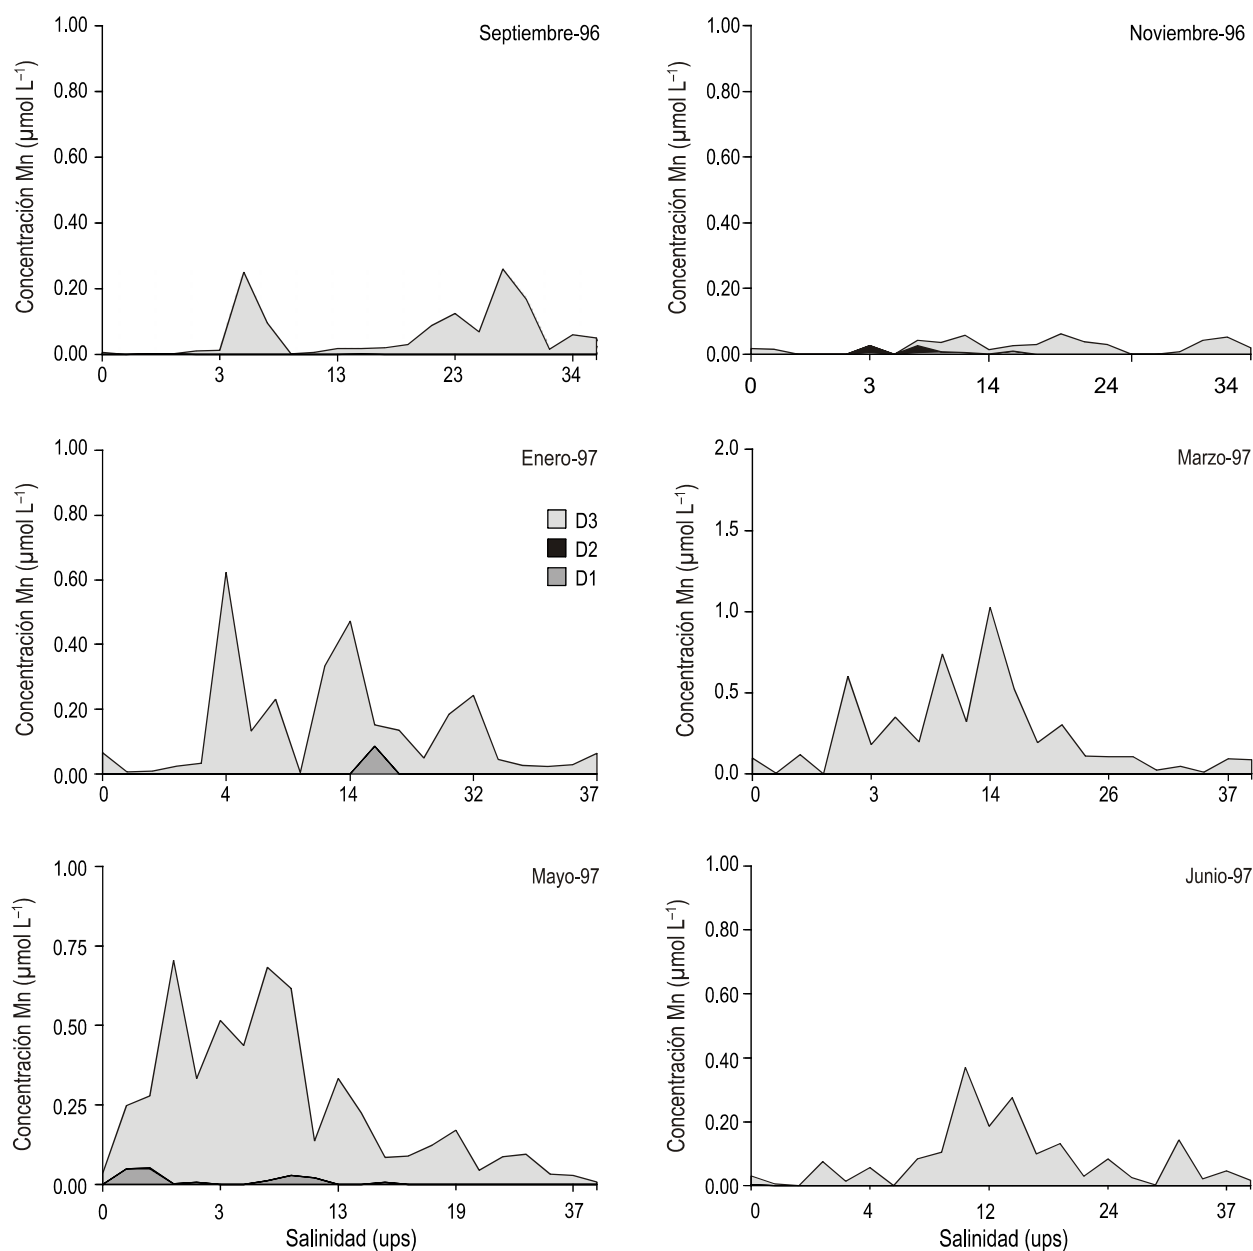 Septiembre-96
Concentración Mn (µmol L⁻¹)
1.00
0.80
0.60
0.40
0.20
0.00
0 3 13 23 34
Noviembre-96
Concentración Mn (µmol L⁻¹)
1.00
0.80
0.60
0.40
0.20
0.00
0 3 14 24 34
Enero-97
Concentración Mn (µmol L⁻¹)
1.00
0.80
0.60
0.40
0.20
0.00
D3
D2
D1
0 4 14 32 37
Marzo-97
Concentración Mn (µmol L⁻¹)
2.0
1.5
1.0
0.5
0.0
0 3 14 26 37
Mayo-97
Concentración Mn (µmol L⁻¹)
1.00
0.75
0.50
0.25
0.00
0 3 13 19 37
Salinidad (ups)
Junio-97
Concentración Mn (µmol L⁻¹)
1.00
0.80
0.60
0.40
0.20
0.00
0 4 12 24 37
Salinidad (ups)